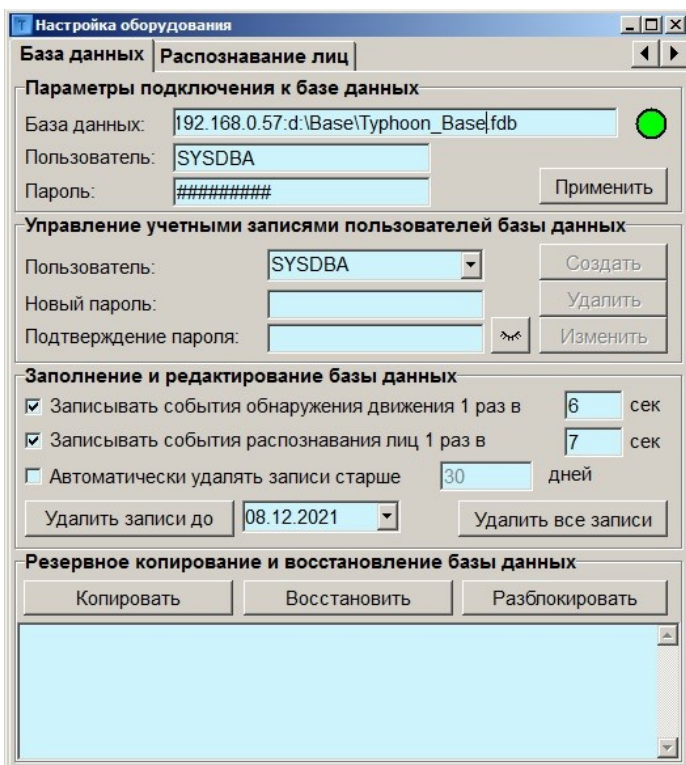 Настройка оборудования
База данных Распознавание лиц
Параметры подключения к базе данных
База данных: 192.168.0.57:d:\Base\Typhoon_Base.fdb
Пользователь: SYSDBA
Пароль: ######### Применить
Управление учетными записями пользователей базы данных
Пользователь: SYSDBA Создать
Новый пароль: Удалить
Подтверждение пароля: Изменить
Заполнение и редактирование базы данных
Записывать события обнаружения движения 1 раз в 6 сек
Записывать события распознавания лиц 1 раз в 7 сек
Автоматически удалять записи старше 30 дней
Удалить записи до 08.12.2021 Удалить все записи
Резервное копирование и восстановление базы данных
Копировать Восстановить Разблокировать